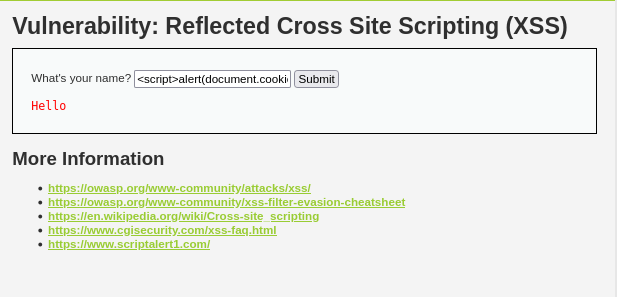 Vulnerability: Reflected Cross Site Scripting (XSS)
What's your name? <script>alert(document.cooki Submit
Hello
More Information
https://owasp.org/www-community/attacks/xss/
https://owasp.org/www-community/xss-filter-evasion-cheatsheet
https://en.wikipedia.org/wiki/Cross-site_scripting
https://www.cgisecurity.com/xss-faq.html
https://www.scriptalert1.com/